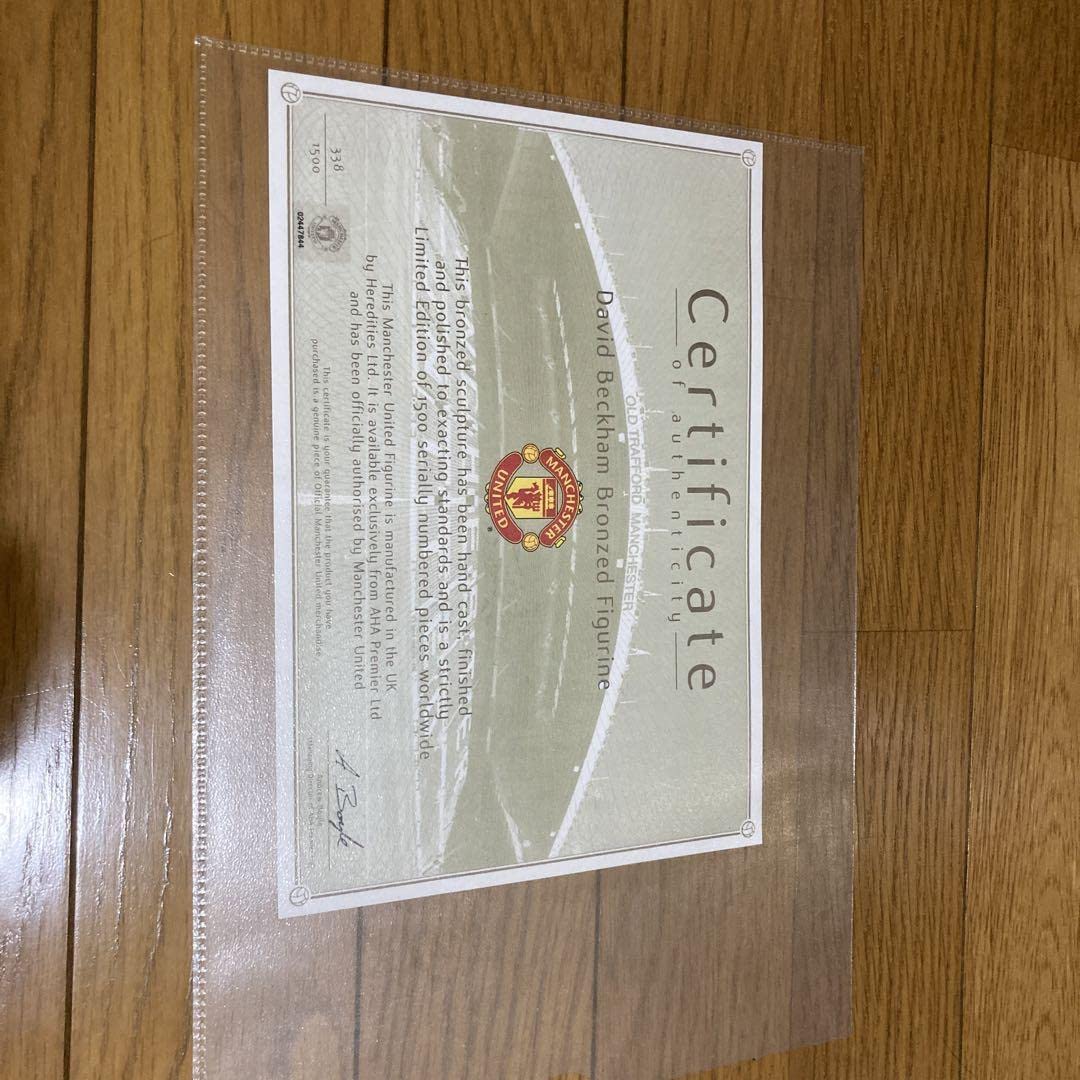 Certificate
of authenticity
OLD TRAFFORD MANCHESTER
David Beckham Bronzed Figurine
MANCHESTER
UNITED
®
This bronzed sculpture has been hand cast, finished
and polished to exacting standards and is a strictly
Limited Edition of 1500 serially numbered pieces worldwide
This Manchester United Figurine is manufactured in the UK
by Heredities Ltd. It is available exclusively from AHA Premier Ltd
and has been officially authorised by Manchester United
338
1500
02447844
This certificate is your guarantee that the product you have
purchased is a genuine piece of Official Manchester United merchandise.
A. Boyle